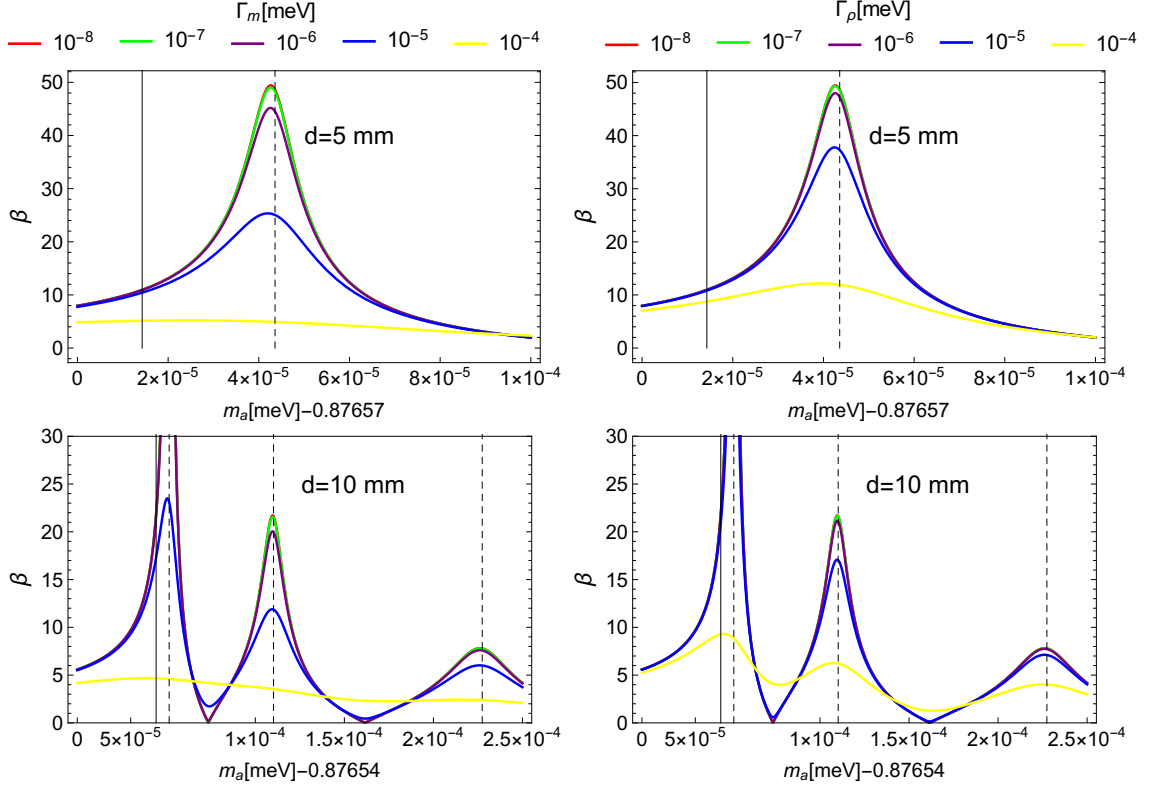 Γₘ[meV]
10⁻⁸ 10⁻⁷ 10⁻⁶ 10⁻⁵ 10⁻⁴
50
40
30
20
10
0
β
d=5 mm
0 2×10⁻⁵ 4×10⁻⁵ 6×10⁻⁵ 8×10⁻⁵ 1×10⁻⁴
mₐ[meV]−0.87657
Γᵨ[meV]
10⁻⁸ 10⁻⁷ 10⁻⁶ 10⁻⁵ 10⁻⁴
50
40
30
20
10
0
β
d=5 mm
0 2×10⁻⁵ 4×10⁻⁵ 6×10⁻⁵ 8×10⁻⁵ 1×10⁻⁴
mₐ[meV]−0.87657
30
25
20
15
10
5
0
β
d=10 mm
0 5×10⁻⁵ 1×10⁻⁴ 1.5×10⁻⁴ 2×10⁻⁴ 2.5×10⁻⁴
mₐ[meV]−0.87654
30
25
20
15
10
5
0
β
d=10 mm
0 5×10⁻⁵ 1×10⁻⁴ 1.5×10⁻⁴ 2×10⁻⁴ 2.5×10⁻⁴
mₐ[meV]−0.87654